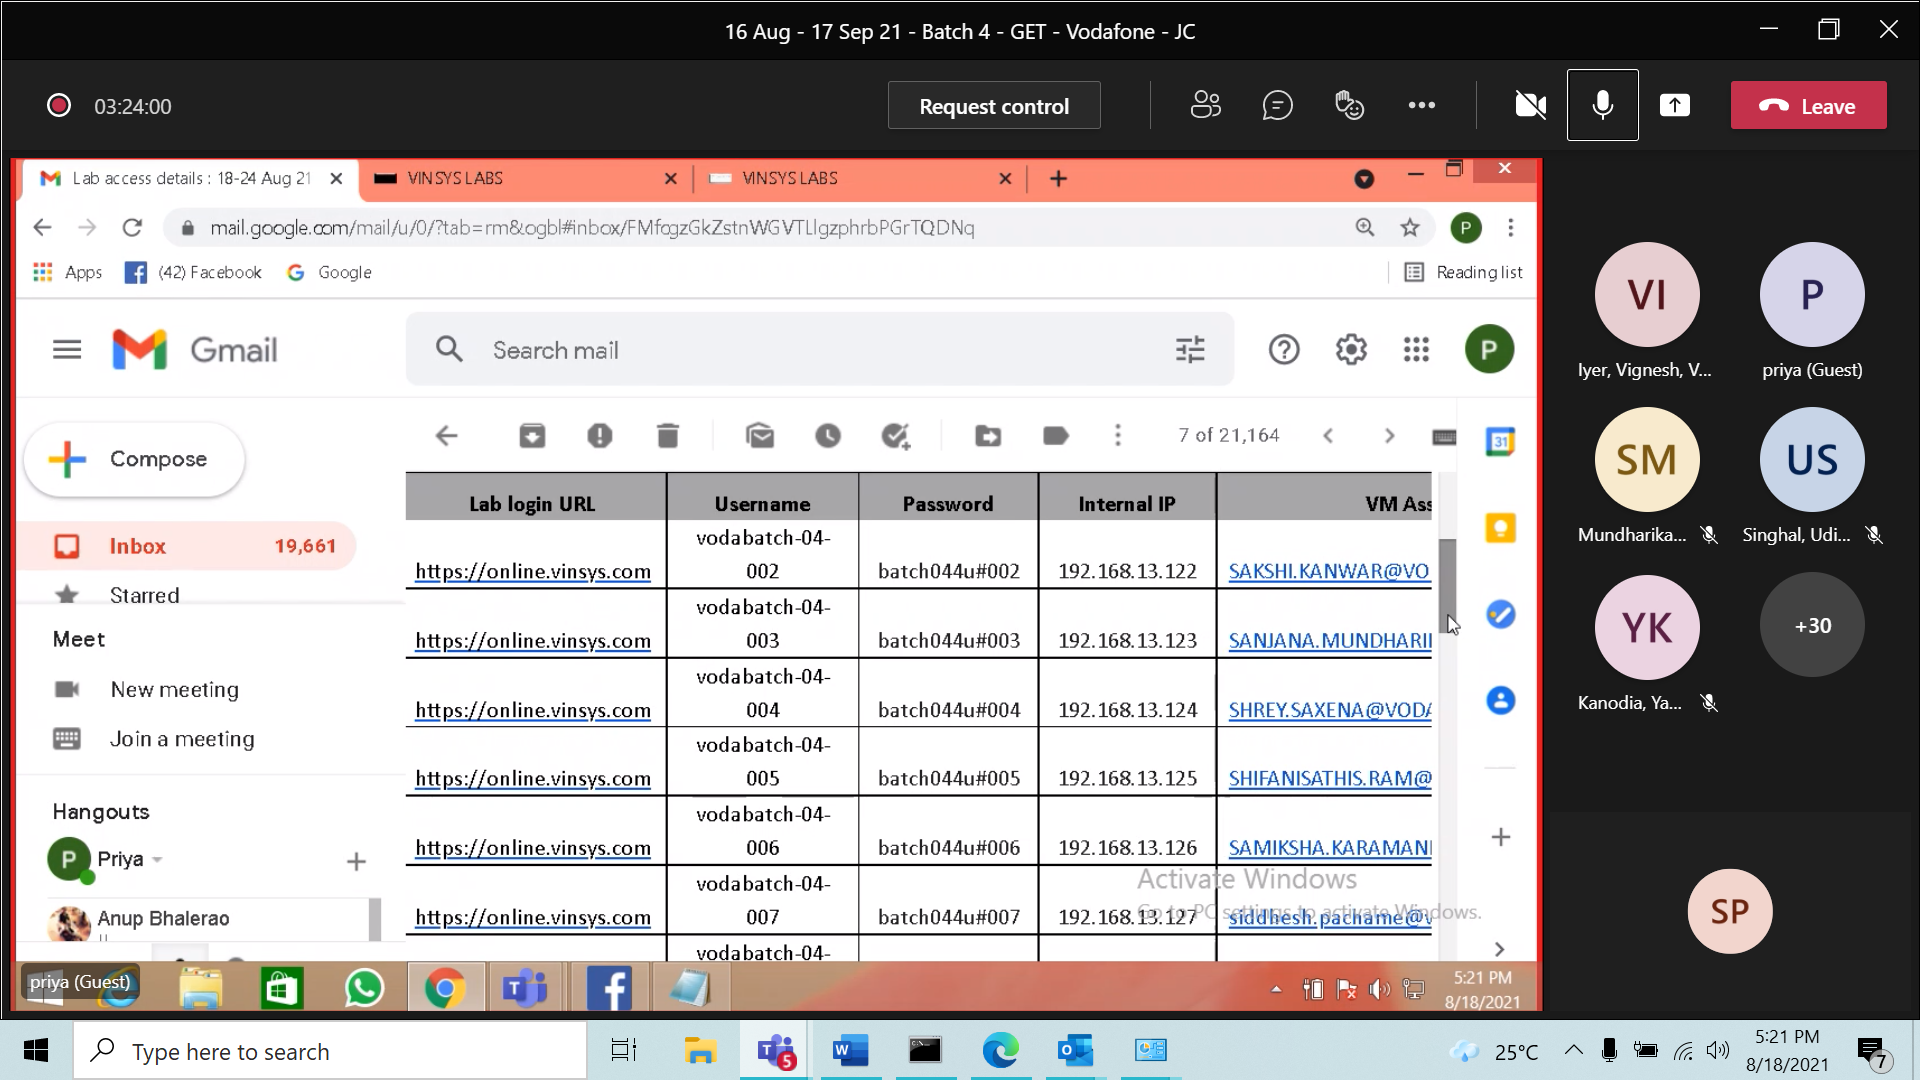 16 Aug - 17 Sep 21 - Batch 4 - GET - Vodafone - JC
03:24:00
Request control
Leave
Lab access details : 18-24 Aug 21
VINSYS LABS
VINSYS LABS
mail.google.com/mail/u/0/?tab=rm&ogbl#inbox/FMfcgzGkZstnWGVTLlgzphrbPGrTQDNq
P
Apps
(42) Facebook
Google
Reading list
Gmail
Search mail
P
Compose
7 of 21,164
31
Inbox 19,661
Starred
Meet
New meeting
Join a meeting
Hangouts
P
Priya
Anup Bhalerao
Lab login URL Username Password Internal IP VM Ass
https://online.vinsys.com vodabatch-04-002 batch044u#002 192.168.13.122 SAKSHI.KANWAR@VO
https://online.vinsys.com vodabatch-04-003 batch044u#003 192.168.13.123 SANJANA.MUNDHARI
https://online.vinsys.com vodabatch-04-004 batch044u#004 192.168.13.124 SHREY.SAXENA@VODA
https://online.vinsys.com vodabatch-04-005 batch044u#005 192.168.13.125 SHIFANISATHIS.RAM@
https://online.vinsys.com vodabatch-04-006 batch044u#006 192.168.13.126 SAMIKSHA.KARAMAN
https://online.vinsys.com vodabatch-04-007 batch044u#007 192.168.13.127 siddhesh.pachame@v
vodabatch-04-
Activate Windows
Go to PC settings to activate Windows.
priya (Guest)
5:21 PM
8/18/2021
VI
Iyer, Vignesh, V...
P
priya (Guest)
SM
Mundharika...
US
Singhal, Udi...
YK
Kanodia, Ya...
+30
SP
Type here to search
5
25°C
5:21 PM
8/18/2021
7